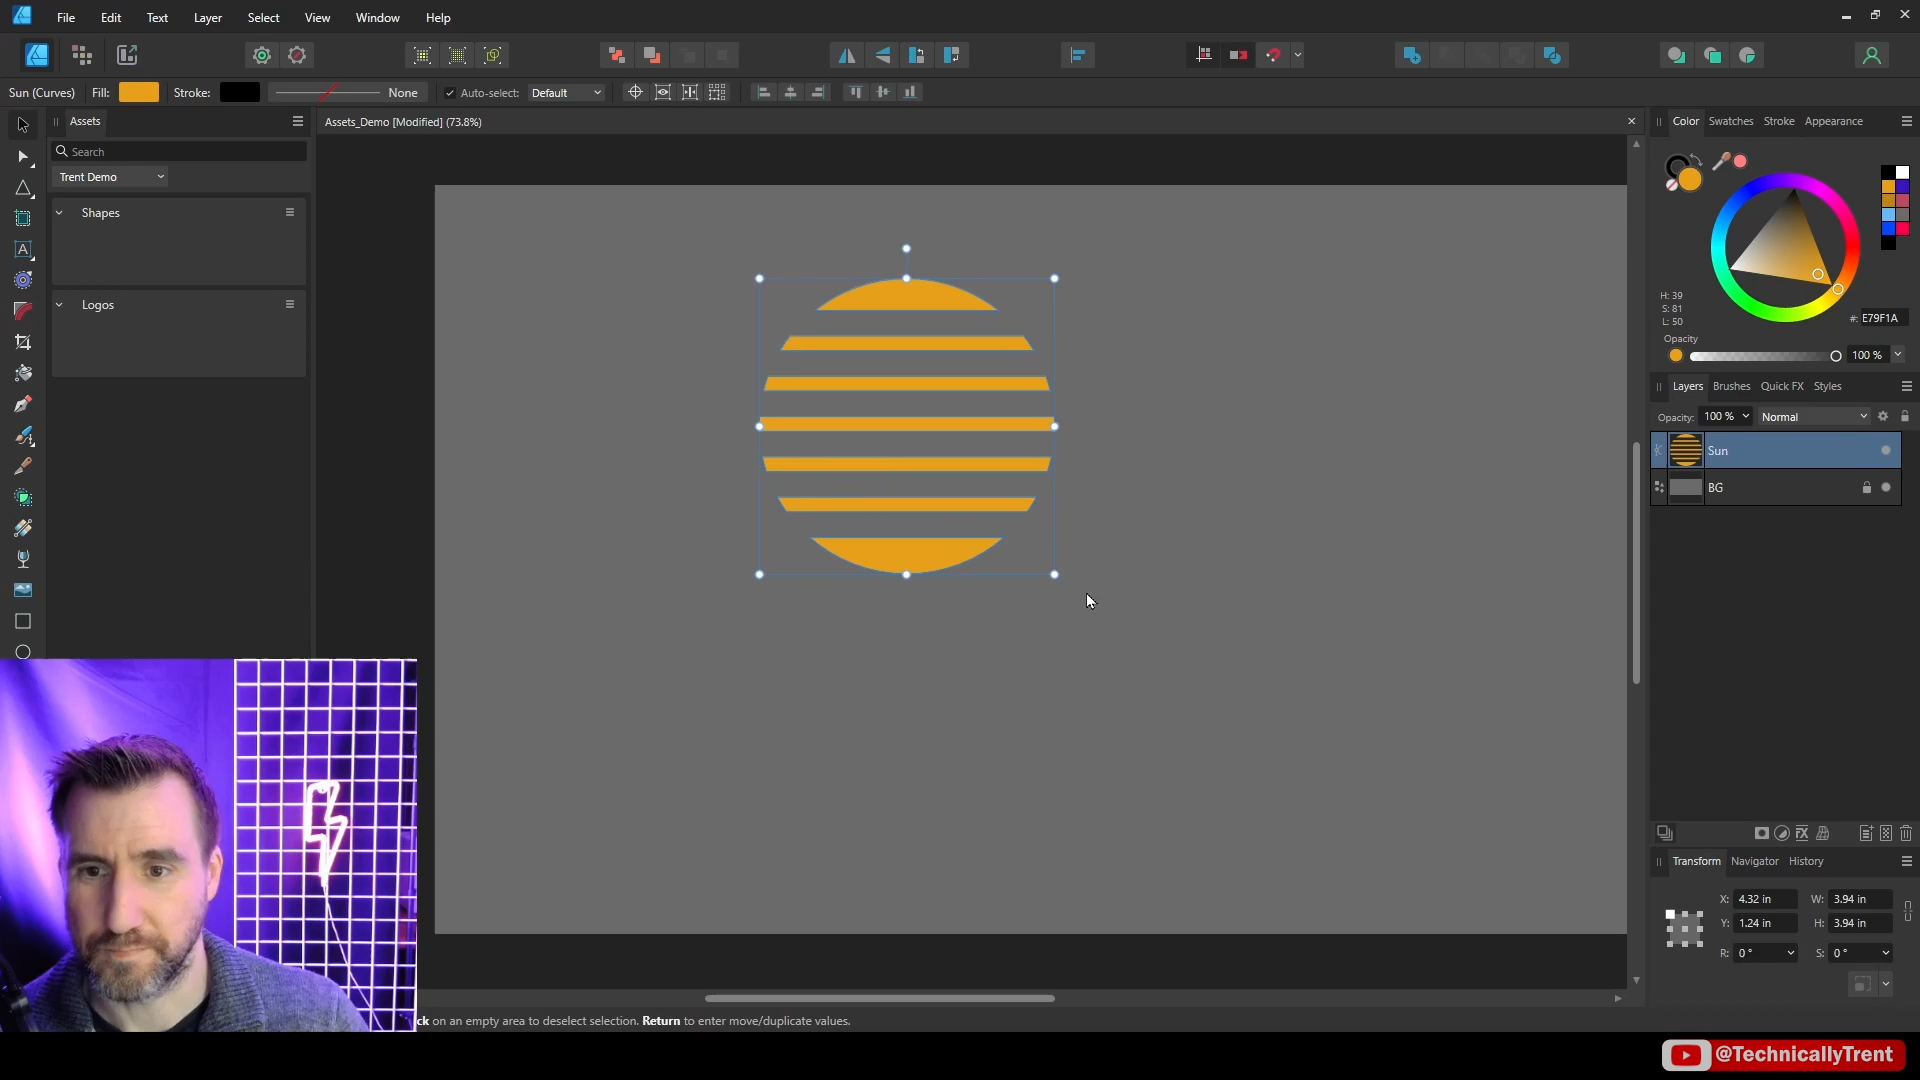 File Edit Text Layer Select View Window Help
Sun (Curves) Fill: Stroke: None Auto-select: Default
Assets
Search
Trent Demo
Shapes
Logos
Assets_Demo [Modified] (73.8%)
Color Swatches Stroke Appearance
H: 39
S: 81
L: 50
#: E79F1A
Opacity
100 %
Layers Brushes Quick FX Styles
Opacity: 100 % Normal
Sun
BG
Transform Navigator History
X: 4.32 in W: 3.94 in
Y: 1.24 in H: 3.94 in
R: 0 ° S: 0 °
ck on an empty area to deselect selection. Return to enter move/duplicate values.
@TechnicallyTrent